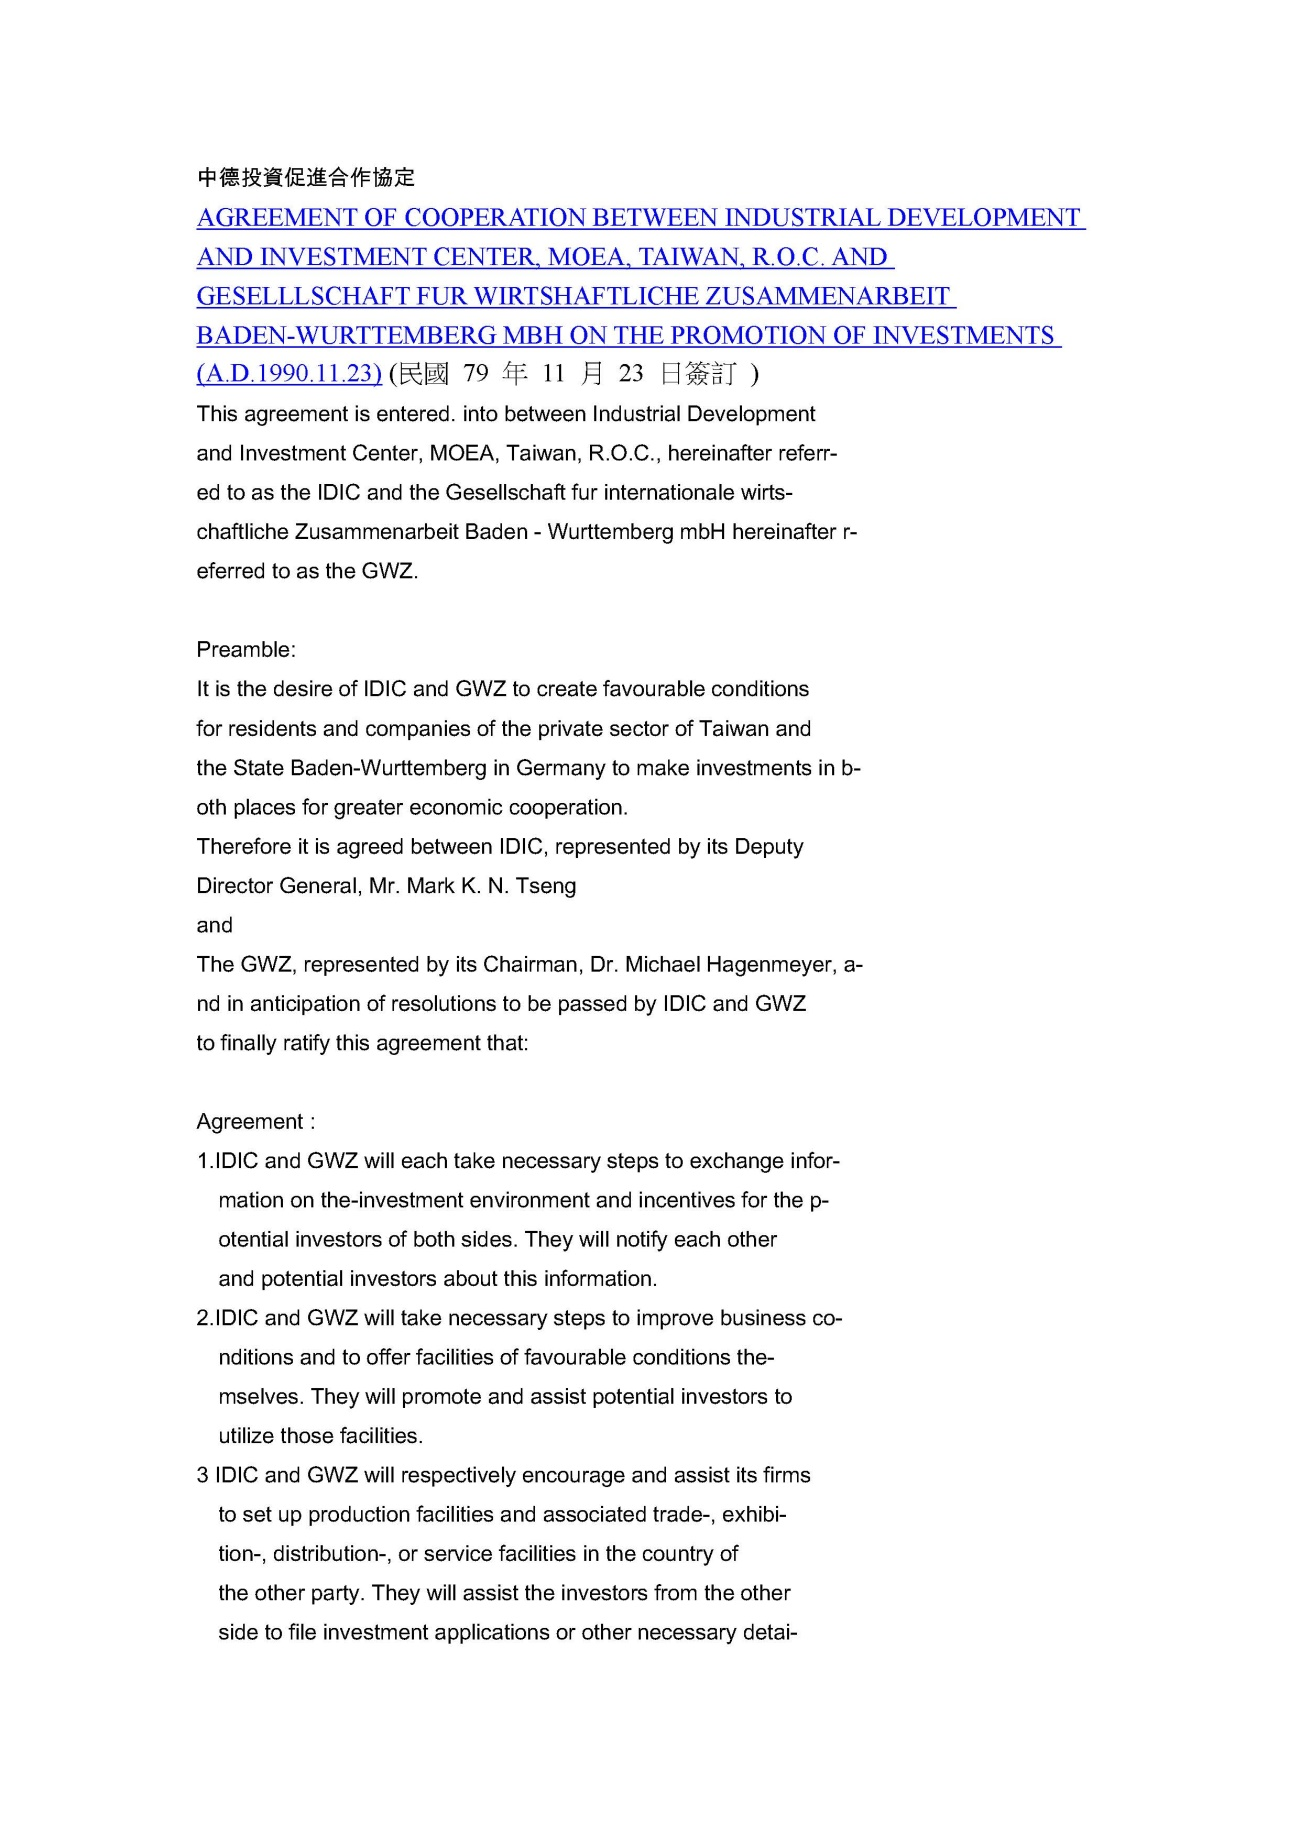 中德投資促進合作協定
AGREEMENT OF COOPERATION BETWEEN INDUSTRIAL DEVELOPMENT
AND INVESTMENT CENTER, MOEA, TAIWAN, R.O.C. AND
GESELLLSCHAFT FUR WIRTSHAFTLICHE ZUSAMMENARBEIT
BADEN-WURTTEMBERG MBH ON THE PROMOTION OF INVESTMENTS
(A.D.1990.11.23) (民國 79 年 11 月 23 日簽訂 )
This agreement is entered. into between Industrial Development
and Investment Center, MOEA, Taiwan, R.O.C., hereinafter referr-
ed to as the IDIC and the Gesellschaft fur internationale wirts-
chaftliche Zusammenarbeit Baden - Wurttemberg mbH hereinafter r-
eferred to as the GWZ.
Preamble:
It is the desire of IDIC and GWZ to create favourable conditions
for residents and companies of the private sector of Taiwan and
the State Baden-Wurttemberg in Germany to make investments in b-
oth places for greater economic cooperation.
Therefore it is agreed between IDIC, represented by its Deputy
Director General, Mr. Mark K. N. Tseng
and
The GWZ, represented by its Chairman, Dr. Michael Hagenmeyer, a-
nd in anticipation of resolutions to be passed by IDIC and GWZ
to finally ratify this agreement that:
Agreement :
1.IDIC and GWZ will each take necessary steps to exchange infor-
mation on the-investment environment and incentives for the p-
otential investors of both sides. They will notify each other
and potential investors about this information.
2.IDIC and GWZ will take necessary steps to improve business co-
nditions and to offer facilities of favourable conditions the-
mselves. They will promote and assist potential investors to
utilize those facilities.
3 IDIC and GWZ will respectively encourage and assist its firms
to set up production facilities and associated trade-, exhibi-
tion-, distribution-, or service facilities in the country of
the other party. They will assist the investors from the other
side to file investment applications or other necessary detai-